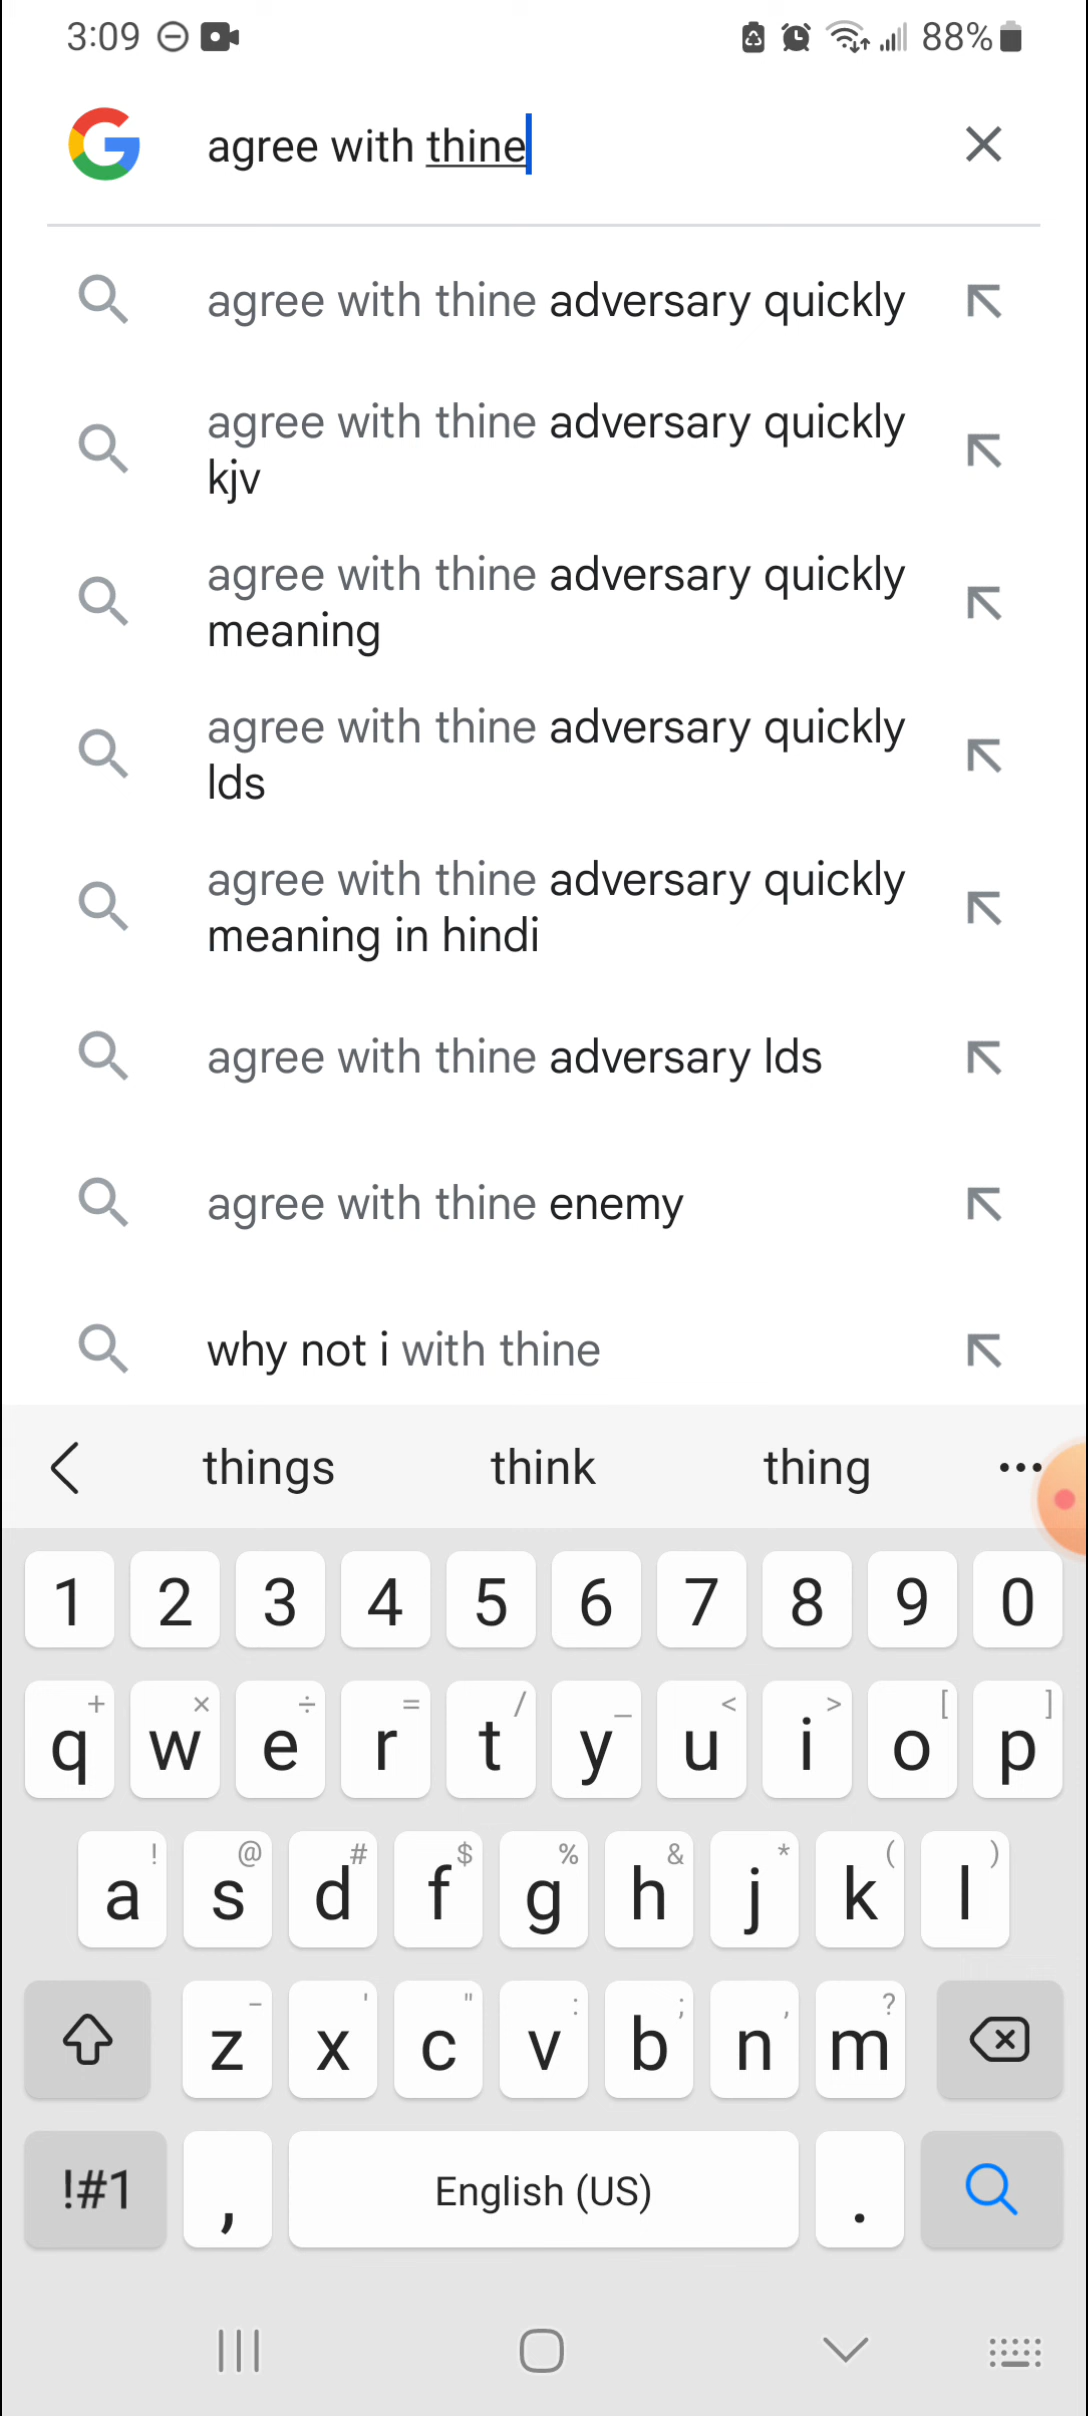 3:09 88%
agree with thine
agree with thine adversary quickly
agree with thine adversary quickly
kjv
agree with thine adversary quickly
meaning
agree with thine adversary quickly
lds
agree with thine adversary quickly
meaning in hindi
agree with thine adversary lds
agree with thine enemy
why not i with thine
things think thing ...
1 2 3 4 5 6 7 8 9 0
+ × ÷ = / _ < > [ ]
q w e r t y u i o p
! @ # $ % & * ( )
a s d f g h j k l
- ' " : ; , ?
z x c v b n m
!#1 , English (US) .